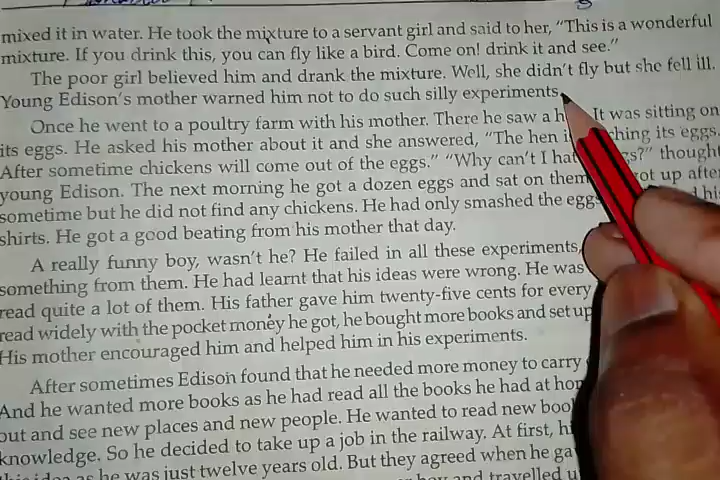 mixed it in water. He took the mixture to a servant girl and said to her, "This is a wonderful
mixture. If you drink this, you can fly like a bird. Come on! drink it and see."
The poor girl believed him and drank the mixture. Well, she didn't fly but she fell ill.
Young Edison's mother warned him not to do such silly experiments.
Once he went to a poultry farm with his mother. There he saw a It was sitting on
its eggs. He asked his mother about it and she answered, "The hen its eggs.
After sometime chickens will come out of the eggs." "Why can't I thought
young Edison. The next morning he got a dozen eggs and sat on them up after
sometime but he did not find any chickens. He had only smashed the
shirts. He got a good beating from his mother that day.
A really funny boy, wasn't he? He failed in all these experiments,
something from them. He had learnt that his ideas were wrong. He was
read quite a lot of them. His father gave him twenty-five cents for every
read widely with the pocket money he got, he bought more books and set up
His mother encouraged him and helped him in his experiments.
After sometimes Edison found that he needed more money to carry
And he wanted more books as he had read all the books he had at
out and see new places and new people. He wanted to read new
knowledge. So he decided to take up a job in the railway. At first,
as he was just twelve years old. But they agreed when he
and travelled